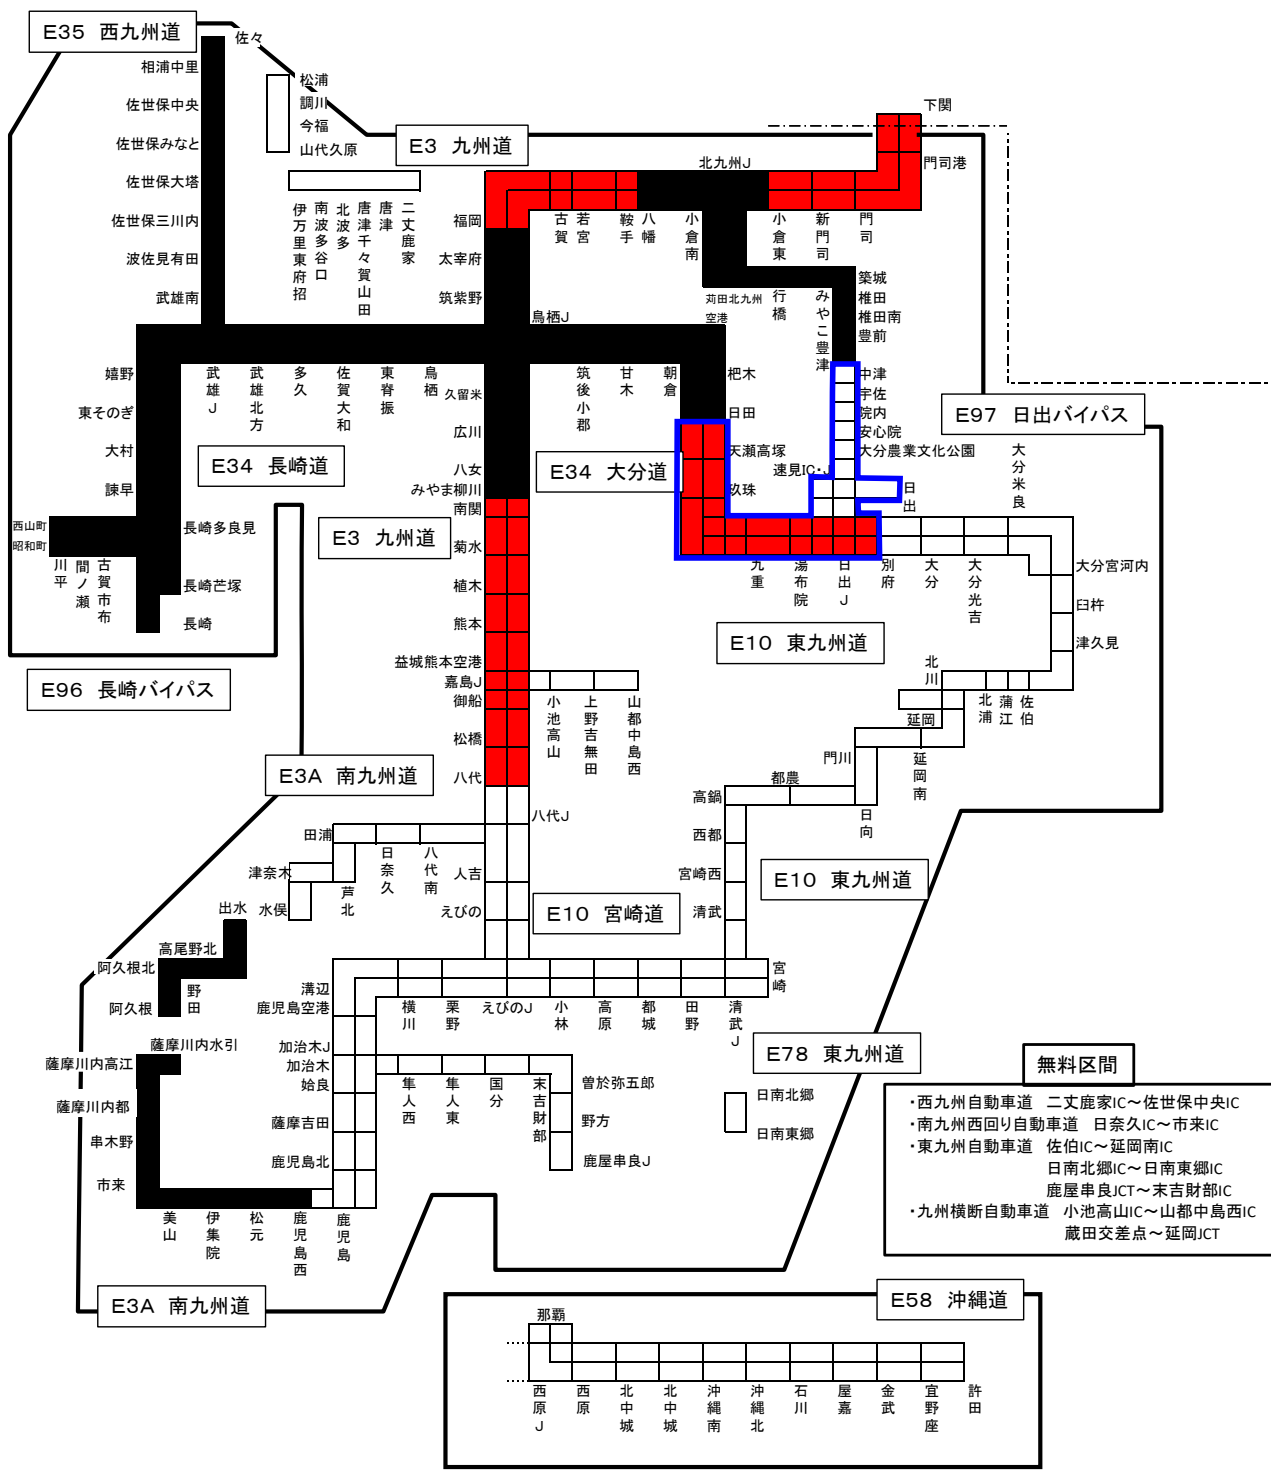 E35 西九州道
佐々
相浦中里
佐世保中央
佐世保みなと
佐世保大塔
佐世保三川内
波佐見有田
武雄南
松浦
調川
今福
山代久原
伊万里東府招
南波多谷口
北波多
唐津千々賀山田
唐津
二丈鹿家
E3 九州道
下関
門司港
北九州J
福岡
太宰府
筑紫野
古賀
若宮
鞍手
八幡
小倉南
小倉東
新門司
門司
苅田北九州
空港
行橋
みやこ豊津
築城
椎田
椎田南
豊前
鳥栖J
嬉野
東そのぎ
大村
諫早
武雄J
武雄北方
多久
佐賀大和
東脊振
鳥栖
久留米
広川
八女
みやま柳川
筑後小郡
甘木
朝倉
杷木
日田
天瀬高塚
玖珠
中津
宇佐
院内
安心院
大分農業文化公園
速見IC・J
日出
E97 日出バイパス
大分米良
E34 長崎道
E34 大分道
西山町
昭和町
川平
間ノ瀬
古賀市布
長崎多良見
長崎芒塚
長崎
E96 長崎バイパス
E3 九州道
南関
菊水
植木
熊本
益城熊本空港
嘉島J
御船
松橋
八代
九重
湯布院
日出J
別府
大分
大分光吉
大分宮河内
臼杵
津久見
E10 東九州道
小池高山
上野吉無田
山都中島西
北川
北浦
蒲江
佐伯
延岡
延岡南
門川
日向
都農
高鍋
西都
宮崎西
清武
E10 東九州道
E3A 南九州道
八代J
田浦
日奈久
八代南
津奈木
芦北
水俣
人吉
えびの
E10 宮崎道
出水
高尾野北
阿久根北
野田
阿久根
溝辺
鹿児島空港
横川
栗野
えびのJ
小林
高原
都城
田野
清武J
宮崎
E78 東九州道
薩摩川内水引
薩摩川内高江
薩摩川内都
串木野
市来
加治木J
加治木
姶良
薩摩吉田
鹿児島北
隼人西
隼人東
国分
末吉財部
曽於弥五郎
野方
鹿屋串良J
日南北郷
日南東郷
美山
伊集院
松元
鹿児島西
鹿児島
E3A 南九州道
無料区間
・西九州自動車道 二丈鹿家IC～佐世保中央IC
・南九州西回り自動車道 日奈久IC～市来IC
・東九州自動車道 佐伯IC～延岡南IC
日南北郷IC～日南東郷IC
鹿屋串良JCT～末吉財部IC
・九州横断自動車道 小池高山IC～山都中島西IC
蔵田交差点～延岡JCT
E58 沖縄道
那覇
西原J
西原
北中城
北中城
沖縄南
沖縄北
石川
屋嘉
金武
宜野座
許田